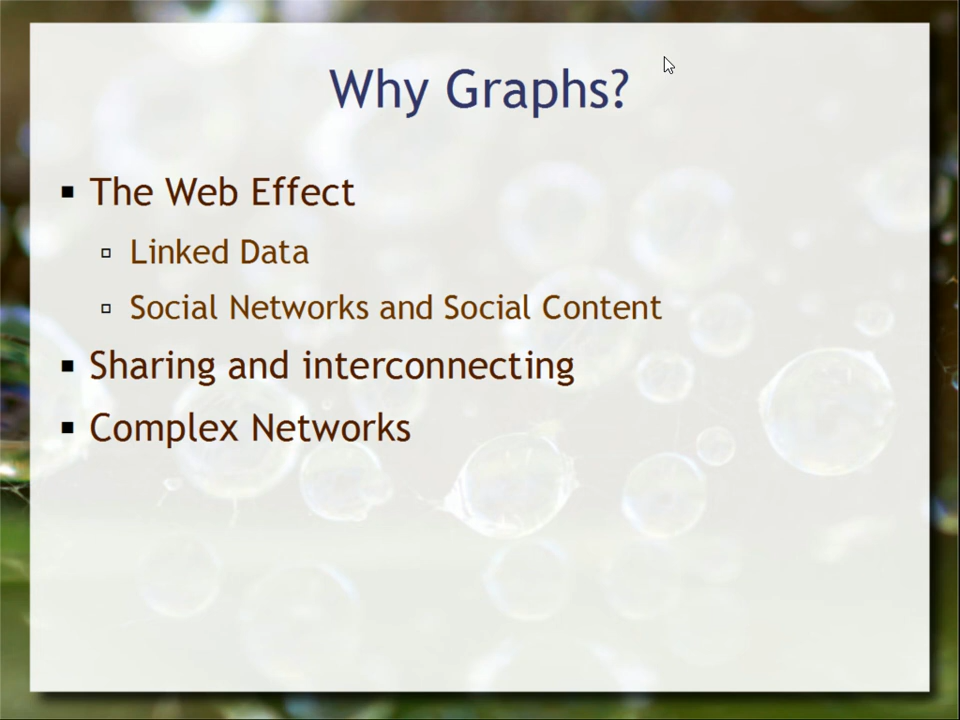 Why Graphs?
The Web Effect
Linked Data
Social Networks and Social Content
Sharing and interconnecting
Complex Networks